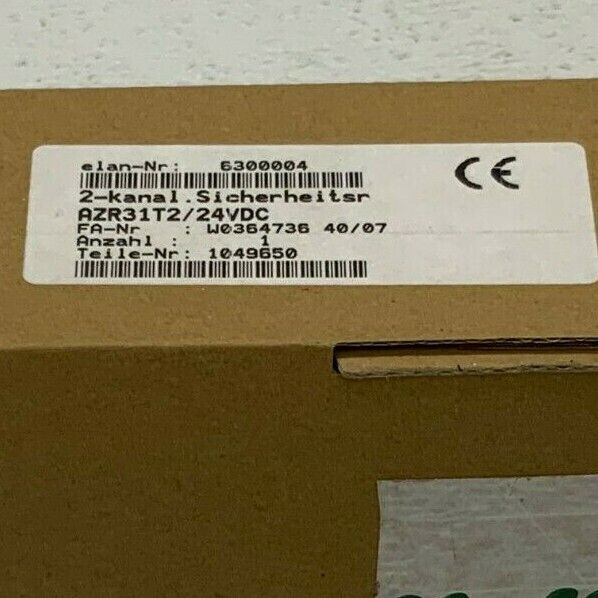 elan-Nr: 6300004
CE
2-kanal.Sicherheitsr
AZR31T2/24VDC
FA-Nr : W0364736 40/07
Anzahl : 1
Teile-Nr: 1049650